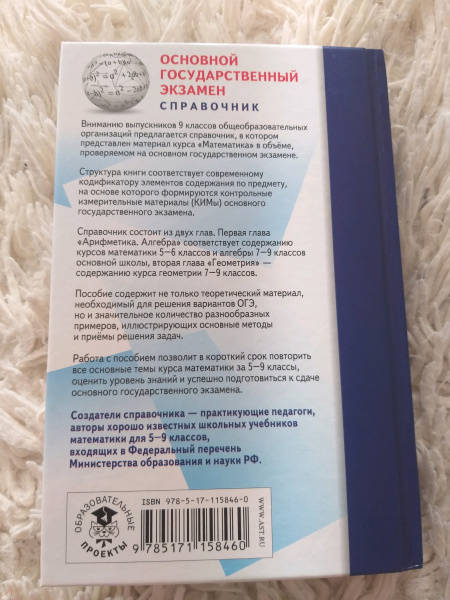 ОСНОВНОЙ
ГОСУДАРСТВЕННЫЙ
ЭКЗАМЕН
СПРАВОЧНИК
Вниманию выпускников 9 классов общеобразовательных
организаций предлагается справочник, в котором
представлен материал курса «Математика» в объёме,
проверяемом на основном государственном экзамене.
Структура книги соответствует современному
кодификатору элементов содержания по предмету,
на основе которого формируются контрольные
измерительные материалы (КИМы) основного
государственного экзамена.
Справочник состоит из двух глав. Первая глава
«Арифметика. Алгебра» соответствует содержанию
курсов математики 5–6 классов и алгебры 7–9 классов
основной школы, вторая глава «Геометрия» —
содержанию курса геометрии 7–9 классов.
Пособие содержит не только теоретический материал,
необходимый для решения вариантов ОГЭ,
но и значительное количество разнообразных
примеров, иллюстрирующих основные методы
и приёмы решения задач.
Работа с пособием позволит в короткий срок повторить
все основные темы курса математики за 5–9 классы,
оценить уровень знаний и успешно подготовиться к сдаче
основного государственного экзамена.
Создатели справочника — практикующие педагоги,
авторы хорошо известных школьных учебников
математики для 5–9 классов,
входящих в Федеральный перечень
Министерства образования и науки РФ.
ОБРАЗОВАТЕЛЬНЫЕ
ПРОЕКТЫ
ISBN 978-5-17-115846-0
9 785171 158460
WWW.AST.RU